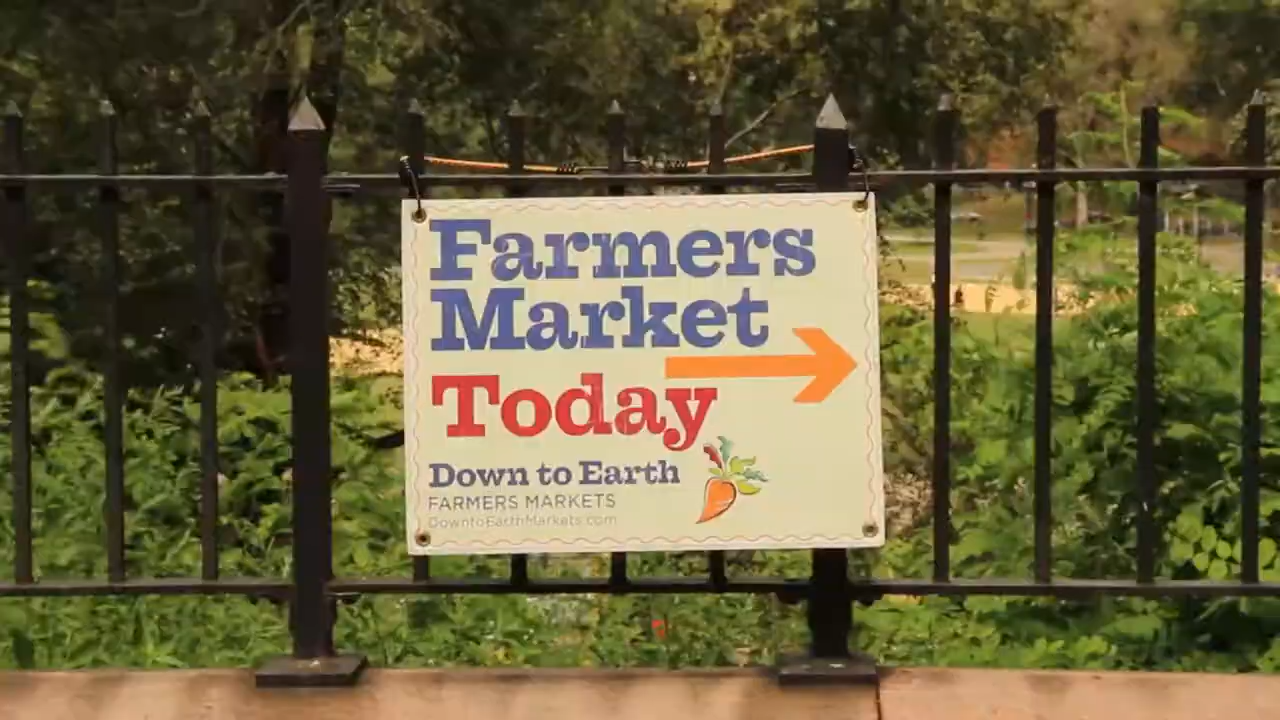 Farmers
Market
Today
Down to Earth
FARMERS MARKETS
DowntoEarthMarkets.com